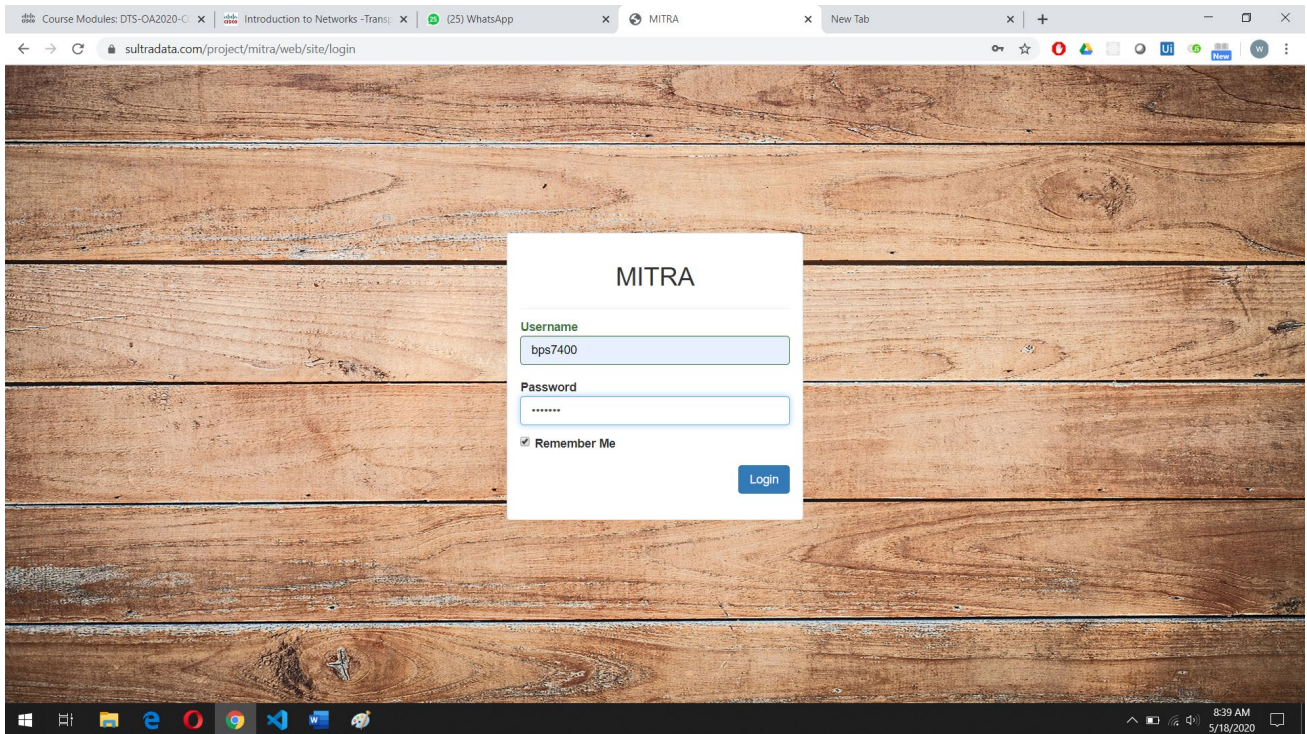 Course Modules: DTS-OA2020-C
Introduction to Networks -Transp
(25) WhatsApp
MITRA
New Tab
sultradata.com/project/mitra/web/site/login
Ui
New
W
MITRA
Username
bps7400
Password
•••••••
Remember Me
Login
8:39 AM
5/18/2020